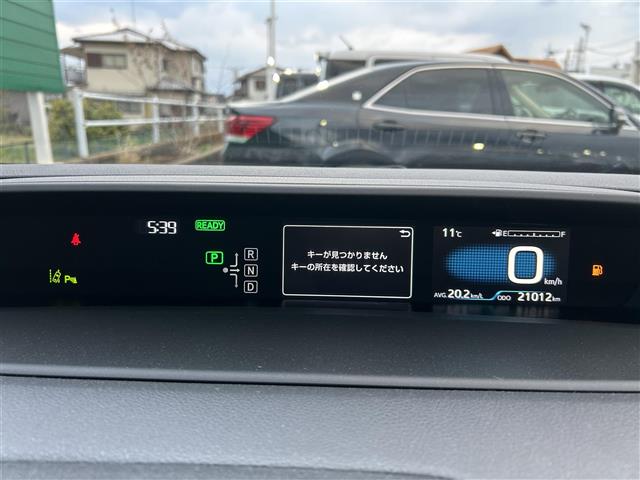 5:39
READY
P
R
N
D
キーが見つかりません
キーの所在を確認してください
11℃
E F
0
km/h
AVG. 20.2 km/L
ODO 21012 km
P